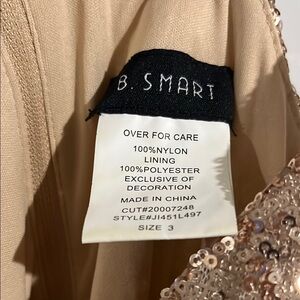 B. SMART
OVER FOR CARE
100%NYLON
LINING
100%POLYESTER
EXCLUSIVE OF
DECORATION
MADE IN CHINA
CUT#20007248
STYLE#JI451L497
SIZE 3